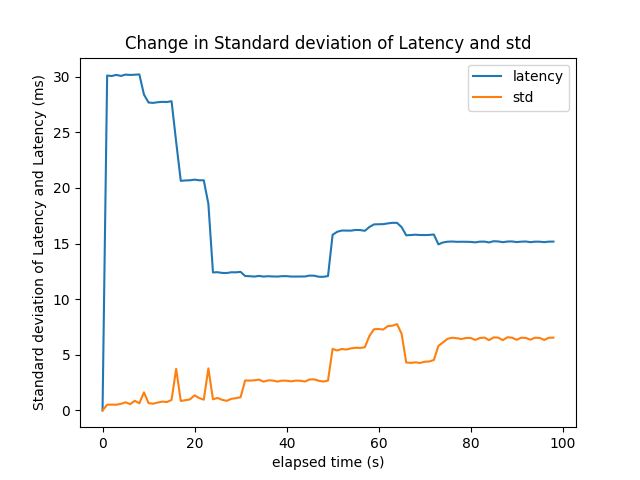 Change in Standard deviation of Latency and std
latency
std
Standard deviation of Latency and Latency (ms)
30
25
20
15
10
5
0
0 20 40 60 80 100
elapsed time (s)